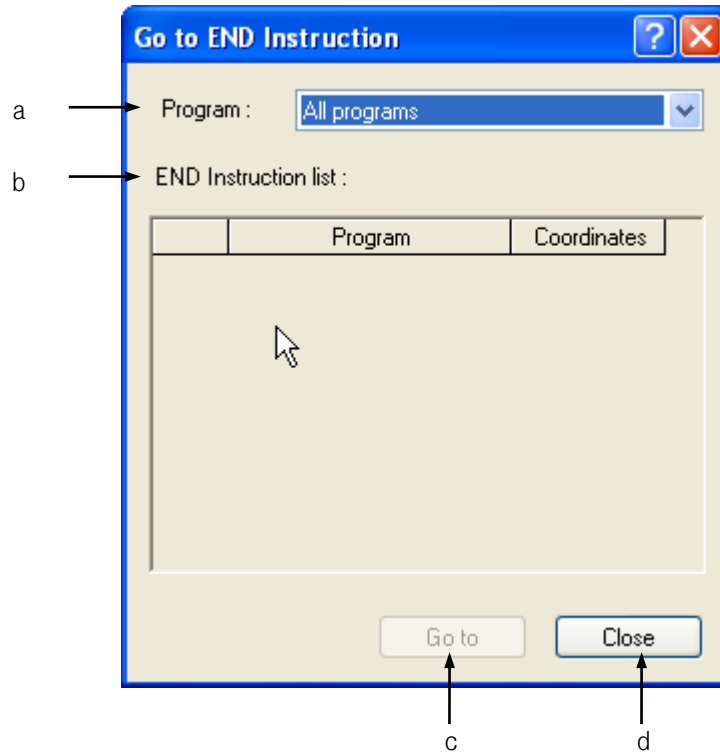 Go to END Instruction
a Program : All programs
b END Instruction list :
Program Coordinates
Go to Close
c d